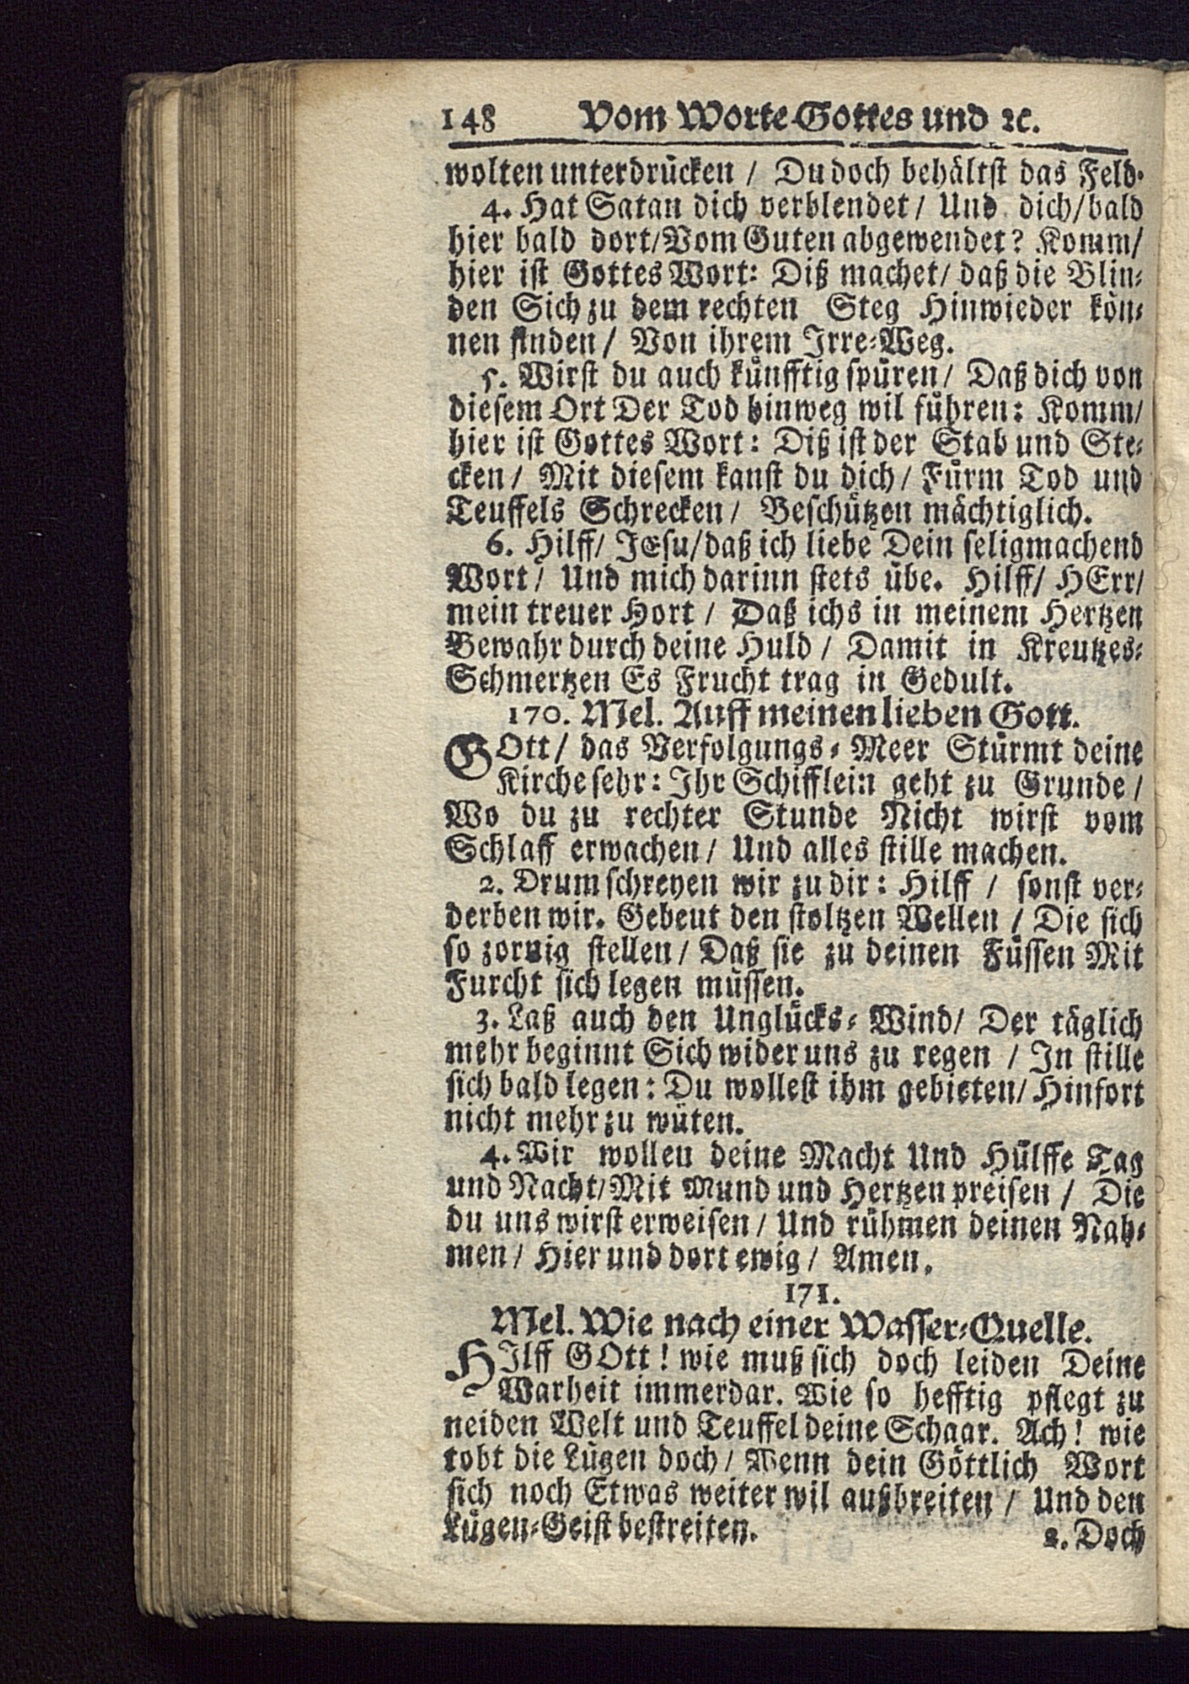 148 Vom Worte Gottes und ꝛc.
wolten unterdrücken / Du doch behältst das Feld.
4. Hat Satan dich verblendet / Und dich / bald
hier bald dort / Vom Guten abgewendet? Komm /
hier ist Gottes Wort: Diß machet / daß die Blin-
den Sich zu dem rechten Steg Hinwieder kön-
nen finden / Von ihrem Irre-Weg.
5. Wirst du auch künfftig spüren / Daß dich von
diesem Ort Der Tod hinweg wil führen: Komm /
hier ist Gottes Wort: Diß ist der Stab und Ste-
cken / Mit diesem kanst du dich / Fürm Tod und
Teuffels Schrecken / Beschützen mächtiglich.
6. Hilff / JEsu / daß ich liebe Dein seligmachend
Wort / Und mich darinn stets übe. Hilff / HErr /
mein treuer Hort / Daß ichs in meinem Hertzen
Bewahr durch deine Huld / Damit in Kreutzes-
Schmertzen Es Frucht trag in Gedult.
170. Mel. Auff meinen lieben Gott.
GOtt / das Verfolgungs-Meer Stürmt deine
Kirche sehr: Ihr Schifflein geht zu Grunde /
Wo du zu rechter Stunde Nicht wirst vom
Schlaff erwachen / Und alles stille machen.
2. Drum schreyen wir zu dir: Hilff / sonst ver-
derben wir. Gebeut den stoltzen Wellen / Die sich
so zornig stellen / Daß sie zu deinen Füssen Mit
Furcht sich legen müssen.
3. Laß auch den Unglücks-Wind / Der täglich
mehr beginnt Sich wider uns zu regen / In stille
sich bald legen: Du wollest ihm gebieten / Hinfort
nicht mehr zu wüten.
4. Wir wollen deine Macht Und Hülffe Tag
und Nacht / Mit Mund und Hertzen preisen / Die
du uns wirst erweisen / Und rühmen deinen Nah-
men / Hier und dort ewig / Amen.
171.
Mel. Wie nach einer Wasser-Quelle.
HIlff GOtt! wie muß sich doch leiden Deine
Warheit immerdar. Wie so hefftig pflegt zu
neiden Welt und Teuffel deine Schaar. Ach! wie
tobt die Lügen doch / Wenn dein Göttlich Wort
sich noch Etwas weiter wil außbreiten / Und den
Lügen-Geist bestreiten.
2. Doch